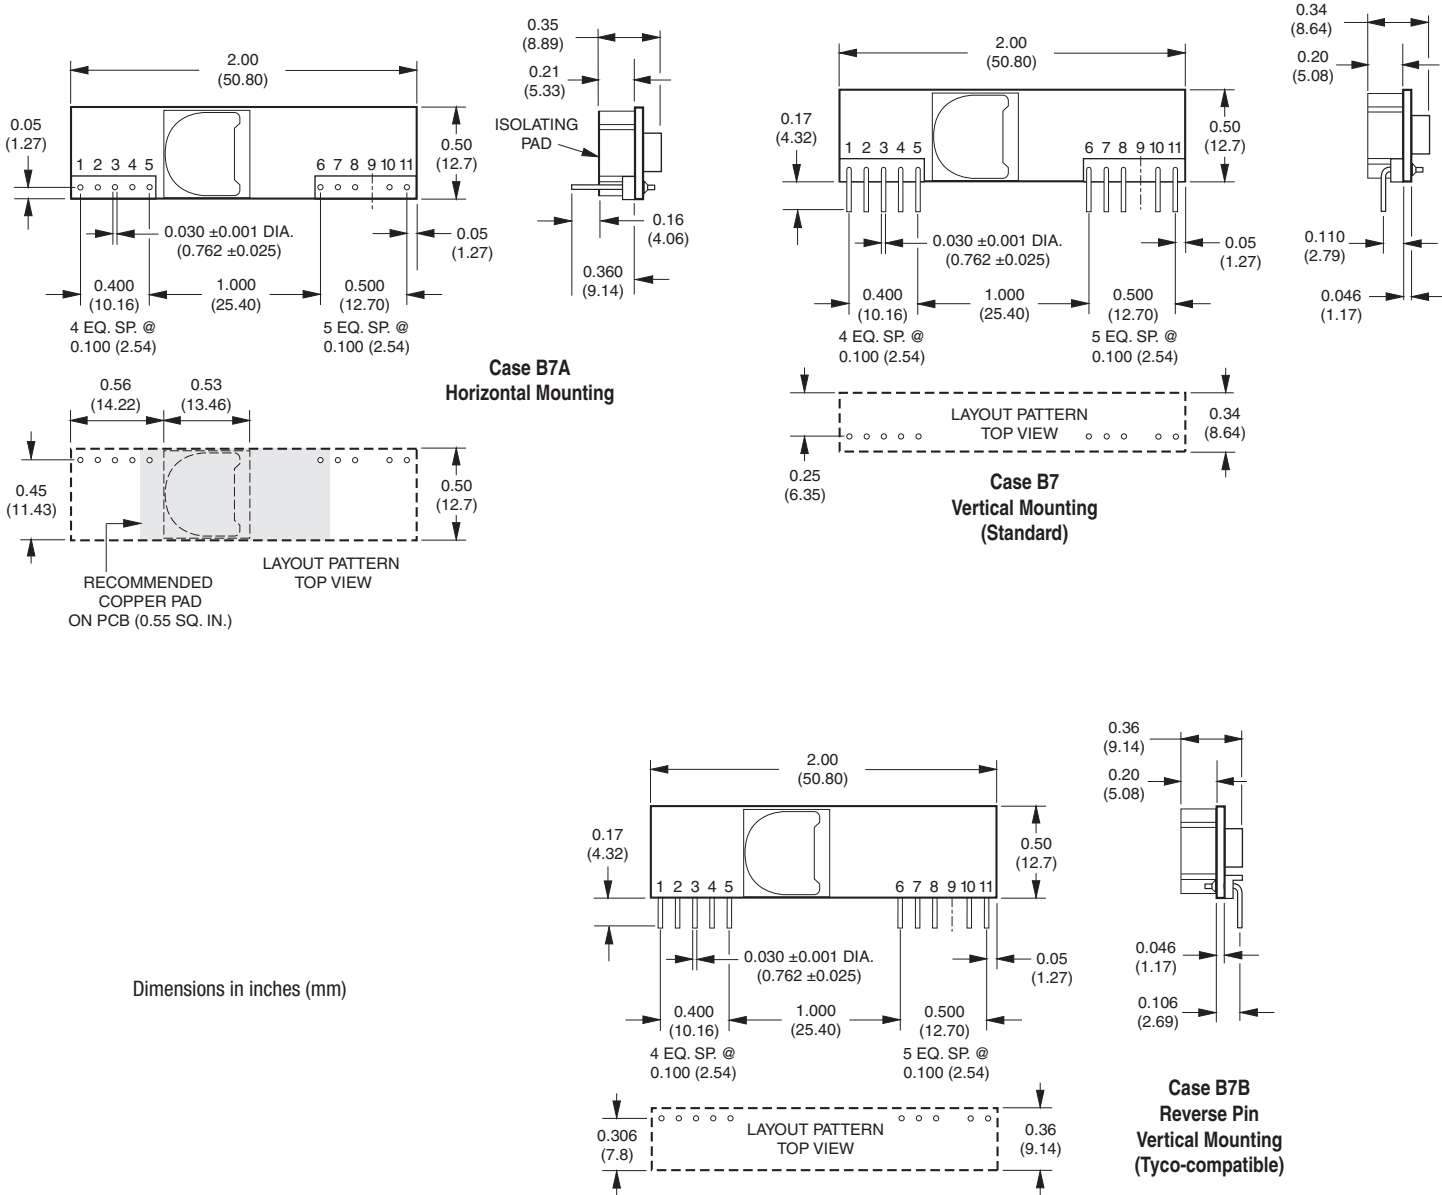 2.00
(50.80)
0.05
(1.27)
1 2 3 4 5
6 7 8 9 10 11
0.50
(12.7)
0.030 ±0.001 DIA.
(0.762 ±0.025)
0.05
(1.27)
0.400
(10.16)
1.000
(25.40)
0.500
(12.70)
4 EQ. SP. @
0.100 (2.54)
5 EQ. SP. @
0.100 (2.54)
0.35
(8.89)
0.21
(5.33)
ISOLATING
PAD
0.16
(4.06)
0.360
(9.14)
Case B7A
Horizontal Mounting
0.56
(14.22)
0.53
(13.46)
0.45
(11.43)
0.50
(12.7)
RECOMMENDED
COPPER PAD
ON PCB (0.55 SQ. IN.)
LAYOUT PATTERN
TOP VIEW
2.00
(50.80)
0.17
(4.32)
1 2 3 4 5
6 7 8 9 10 11
0.50
(12.7)
0.030 ±0.001 DIA.
(0.762 ±0.025)
0.05
(1.27)
0.400
(10.16)
1.000
(25.40)
0.500
(12.70)
4 EQ. SP. @
0.100 (2.54)
5 EQ. SP. @
0.100 (2.54)
0.34
(8.64)
0.20
(5.08)
0.110
(2.79)
0.046
(1.17)
LAYOUT PATTERN
TOP VIEW
0.34
(8.64)
0.25
(6.35)
Case B7
Vertical Mounting
(Standard)
2.00
(50.80)
0.17
(4.32)
1 2 3 4 5
6 7 8 9 10 11
0.50
(12.7)
0.030 ±0.001 DIA.
(0.762 ±0.025)
0.05
(1.27)
0.400
(10.16)
1.000
(25.40)
0.500
(12.70)
4 EQ. SP. @
0.100 (2.54)
5 EQ. SP. @
0.100 (2.54)
0.36
(9.14)
0.20
(5.08)
0.046
(1.17)
0.106
(2.69)
Dimensions in inches (mm)
0.306
(7.8)
LAYOUT PATTERN
TOP VIEW
0.36
(9.14)
Case B7B
Reverse Pin
Vertical Mounting
(Tyco-compatible)